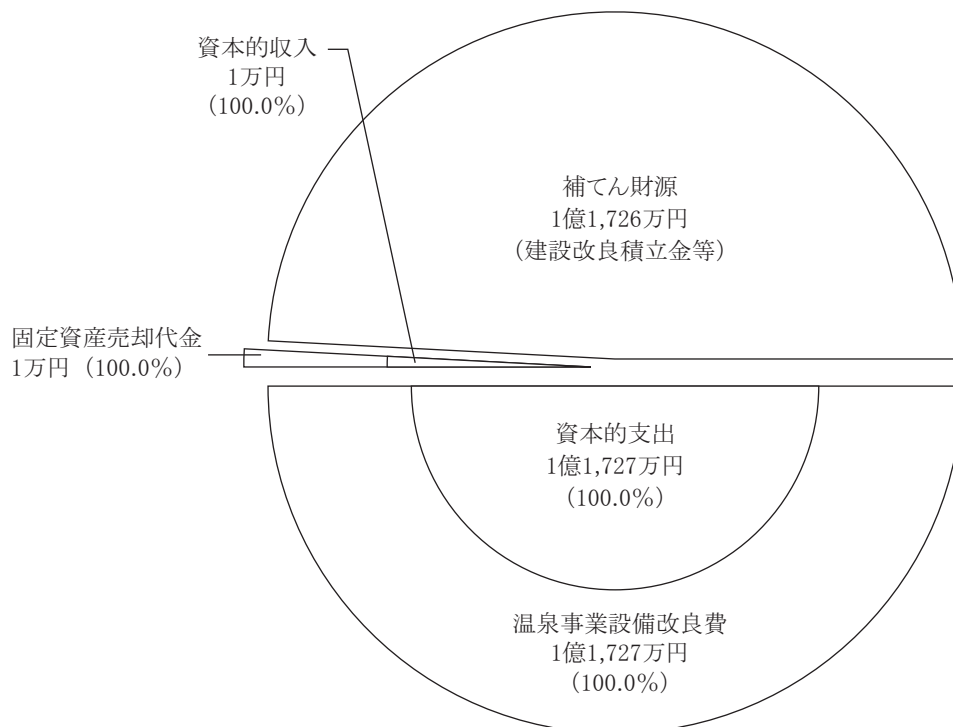 資本的収入
1万円
（100.0％）
補てん財源
1億1,726万円
（建設改良積立金等）
固定資産売却代金
1万円（100.0％）
資本的支出
1億1,727万円
（100.0％）
温泉事業設備改良費
1億1,727万円
（100.0％）